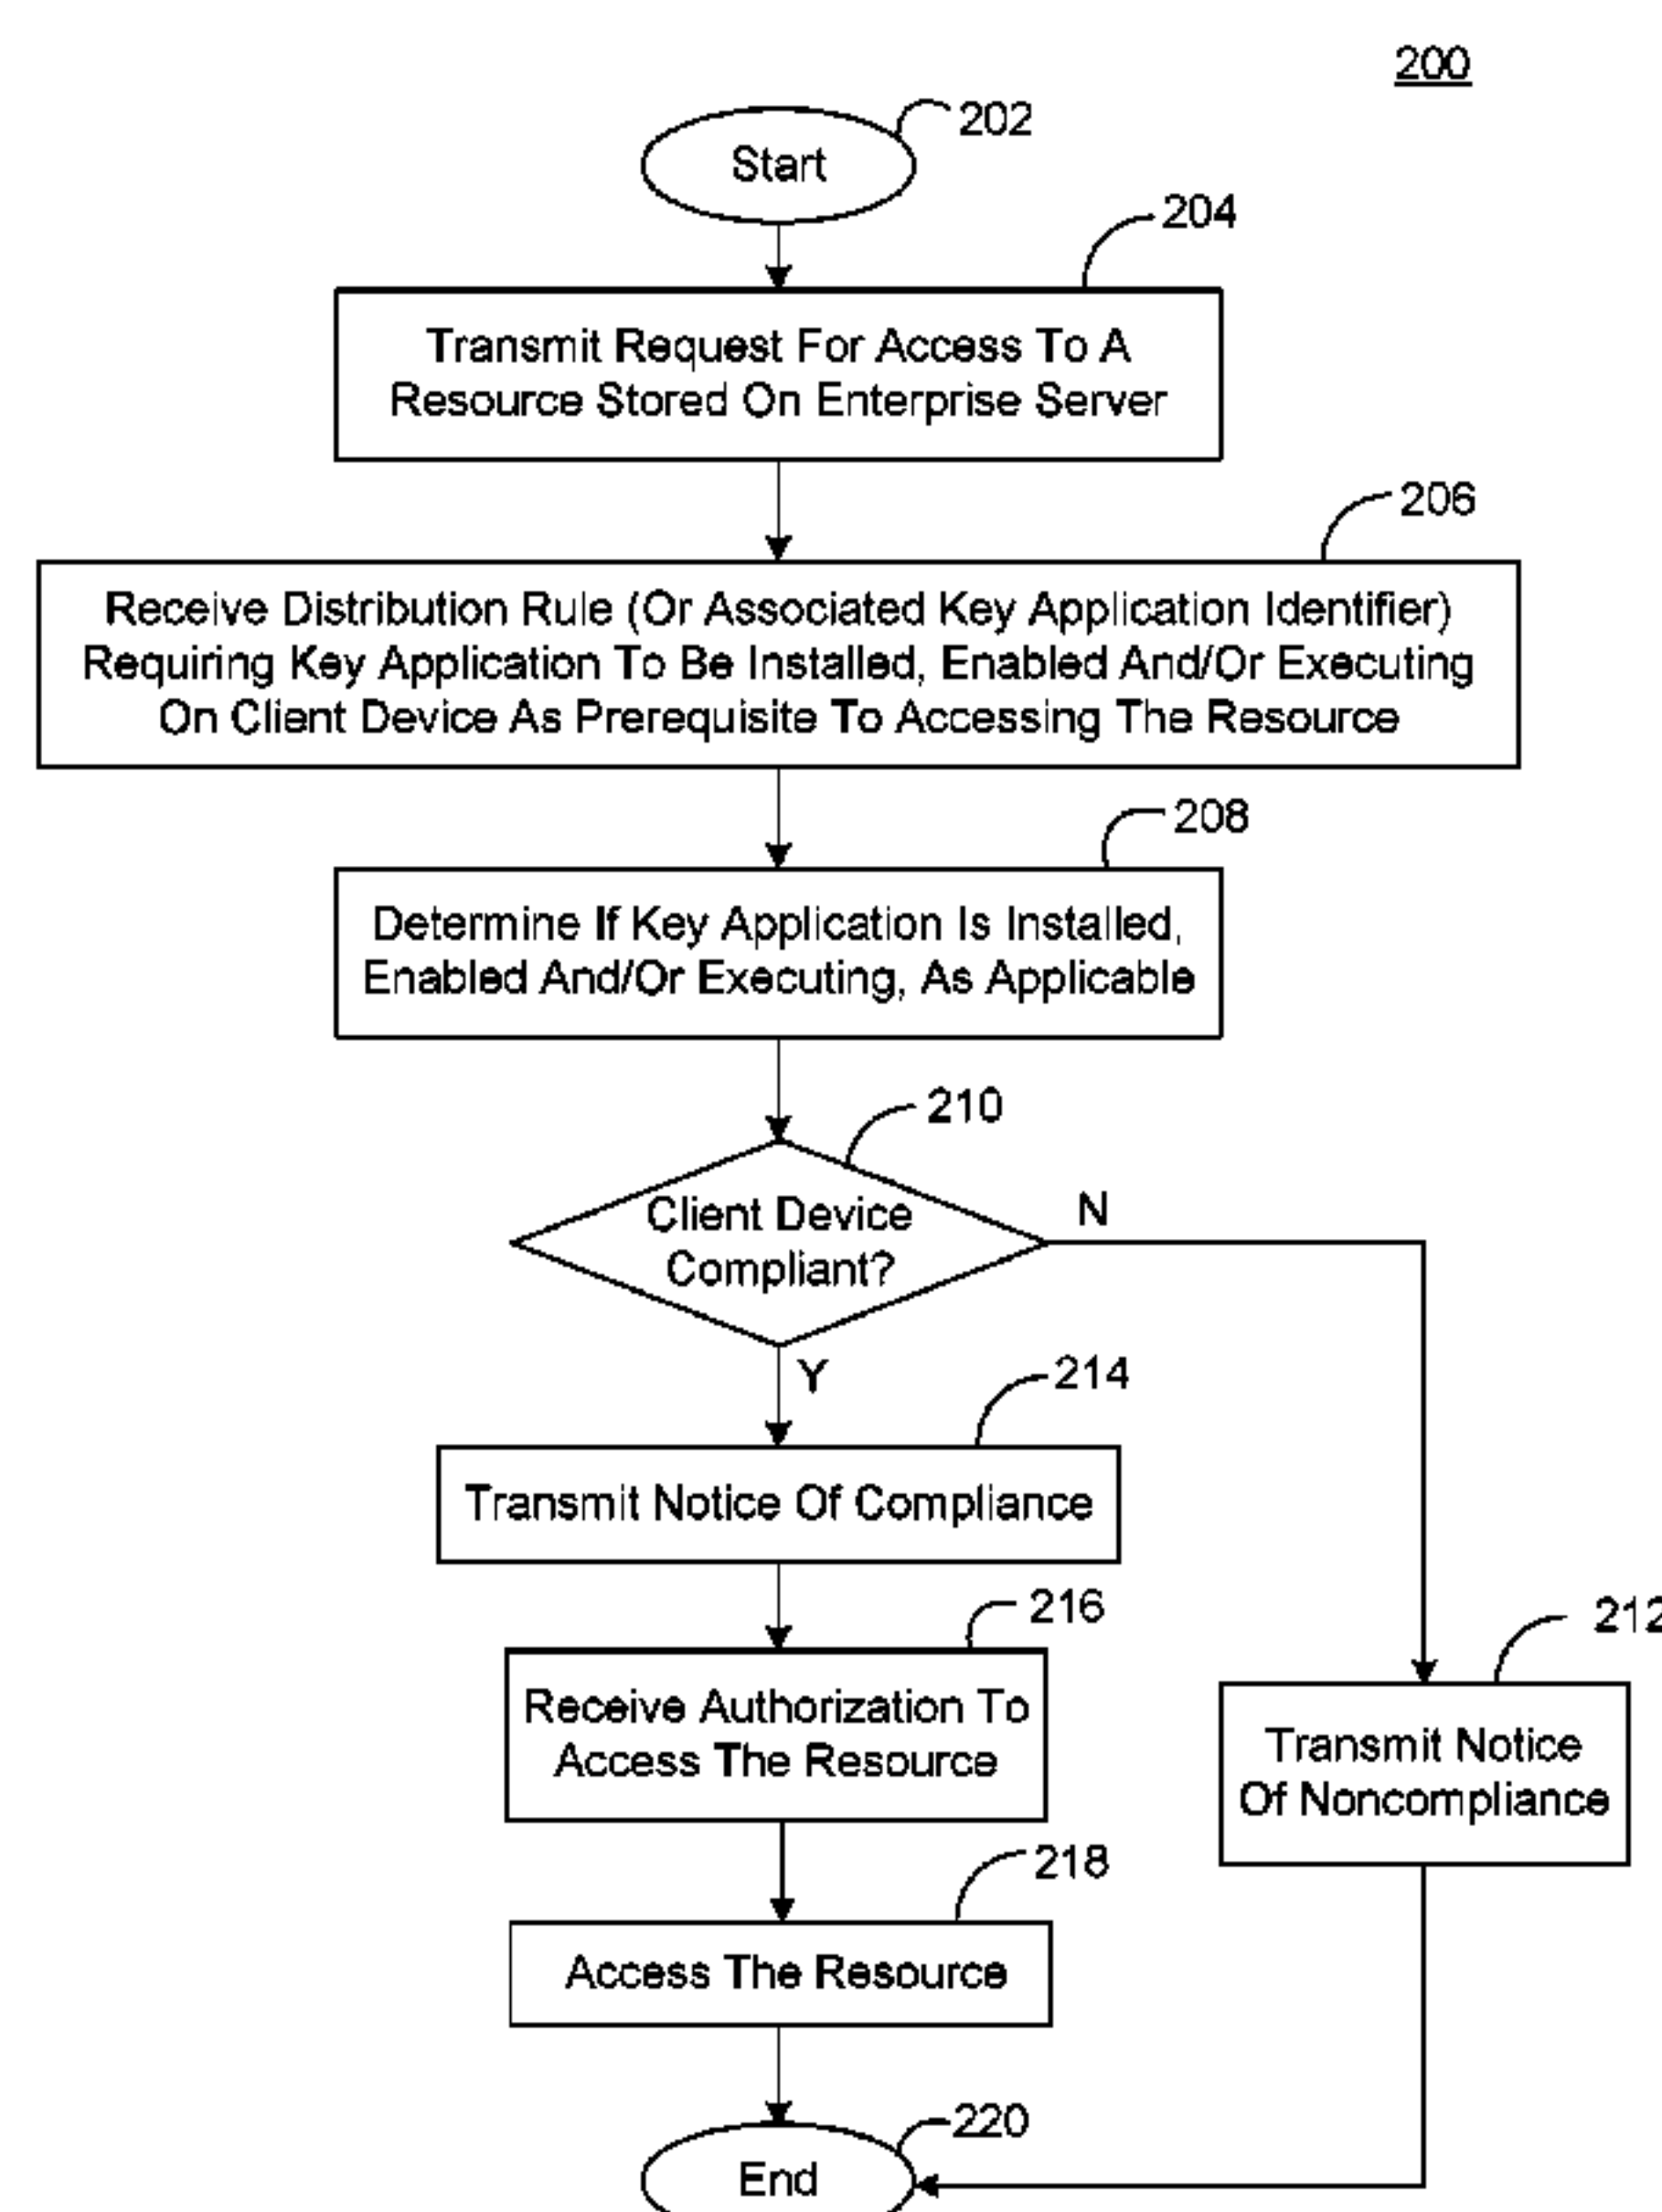 200
202
Start
204
Transmit Request For Access To A
Resource Stored On Enterprise Server
206
Receive Distribution Rule (Or Associated Key Application Identifier)
Requiring Key Application To Be Installed, Enabled And/Or Executing
On Client Device As Prerequisite To Accessing The Resource
208
Determine If Key Application Is Installed,
Enabled And/Or Executing, As Applicable
210
Client Device
Compliant?
N
Y
214
Transmit Notice Of Compliance
216
Receive Authorization To
Access The Resource
212
Transmit Notice
Of Noncompliance
218
Access The Resource
220
End